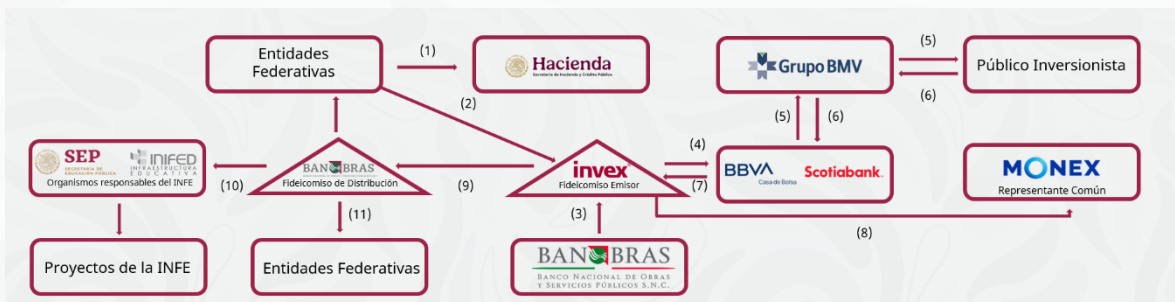 Entidades
Federativas
(1)
Hacienda
Secretaría de Hacienda y Crédito Público
Grupo BMV
(5)
(6)
Público Inversionista
(2)
(5)
(6)
SEP
SECRETARÍA DE
EDUCACIÓN PÚBLICA
INIFED
INFRAESTRUCTURA
EDUCATIVA
Organismos responsables del INFE
(10)
BANOBRAS
Fideicomiso de Distribución
(9)
invex
Fideicomiso Emisor
(4)
(7)
BBVA
Casa de Bolsa
Scotiabank
MONEX
Representante Común
(11)
(3)
(8)
Proyectos de la INFE
Entidades Federativas
BANOBRAS
BANCO NACIONAL DE OBRAS
Y SERVICIOS PÚBLICOS S.N.C.